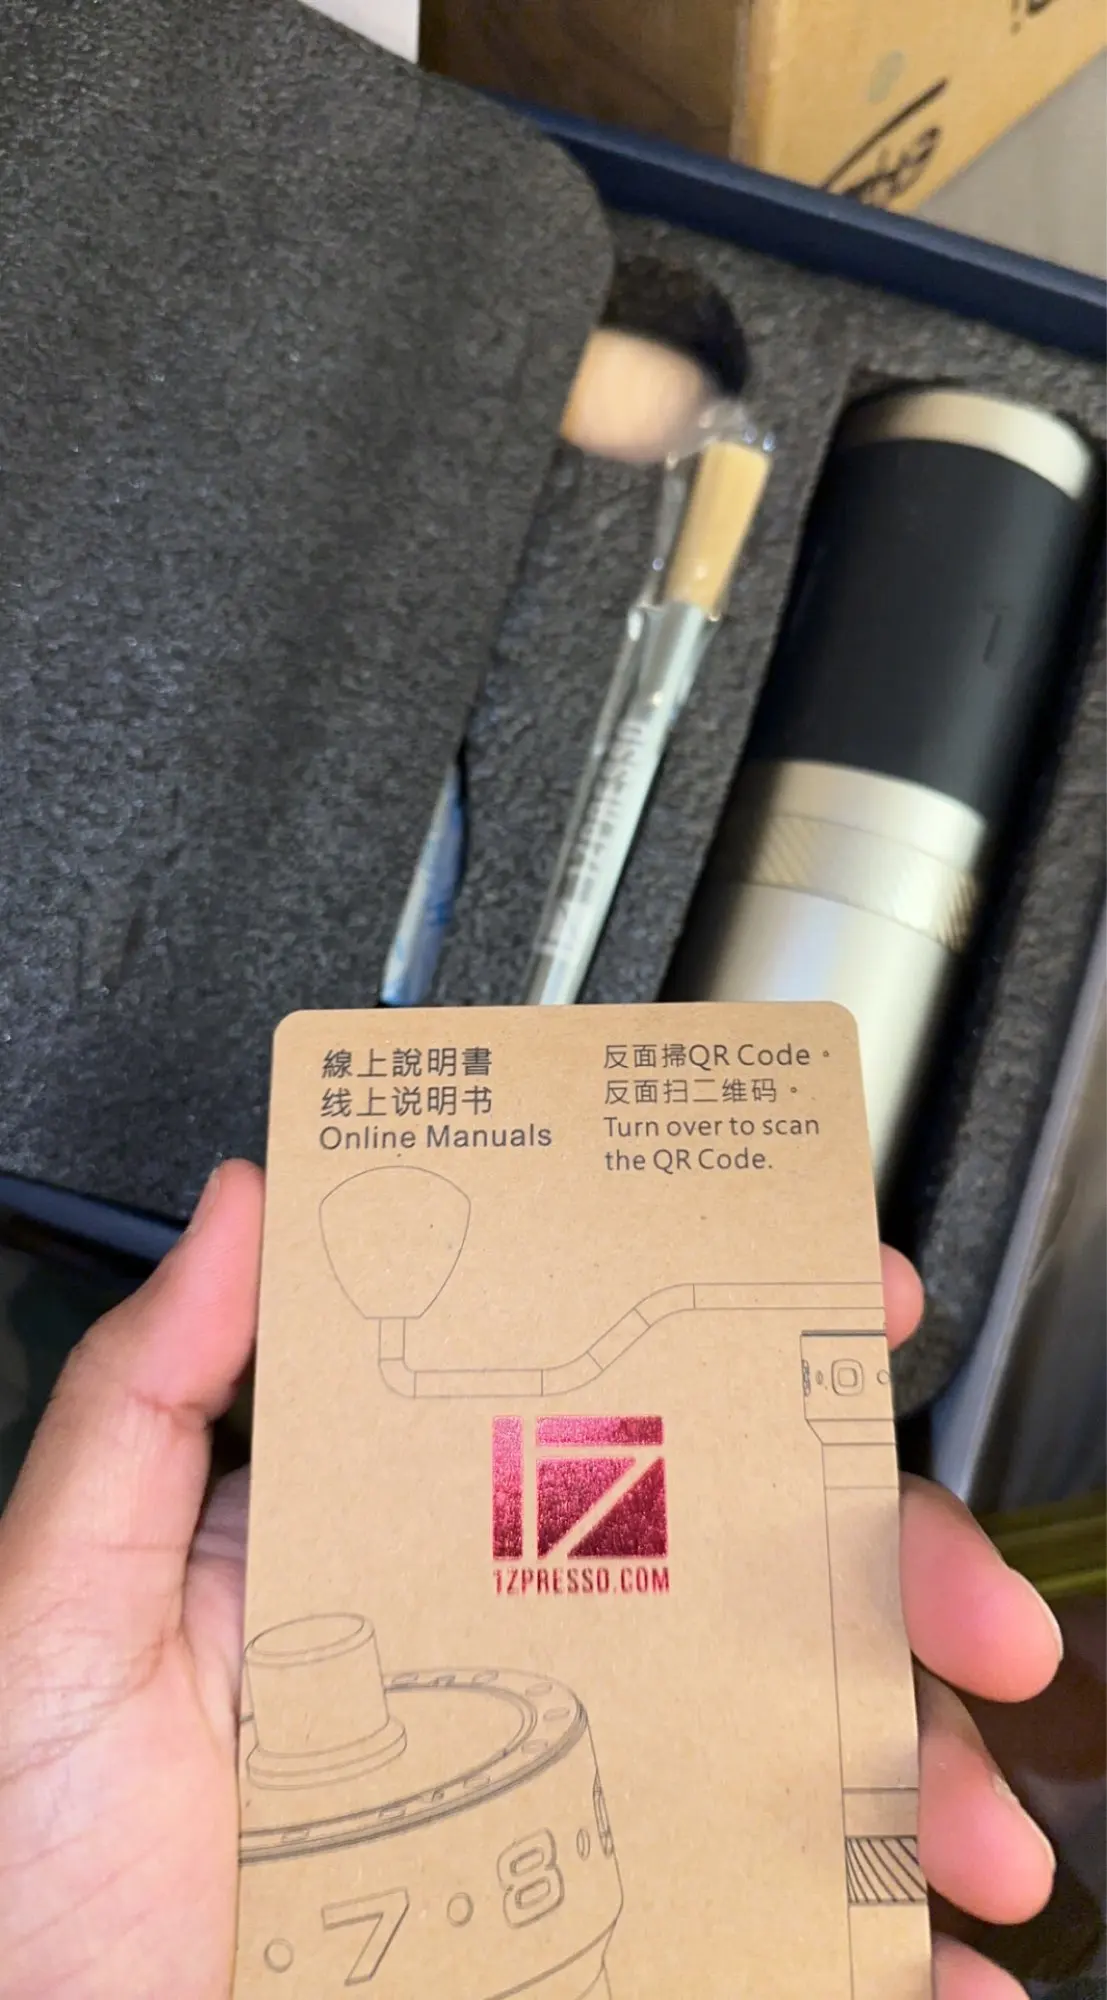 線上說明書
线上说明书
Online Manuals
反面掃QR Code。
反面扫二维码。
Turn over to scan
the QR Code.
1Z
1ZPRESSO.COM
7 • 8